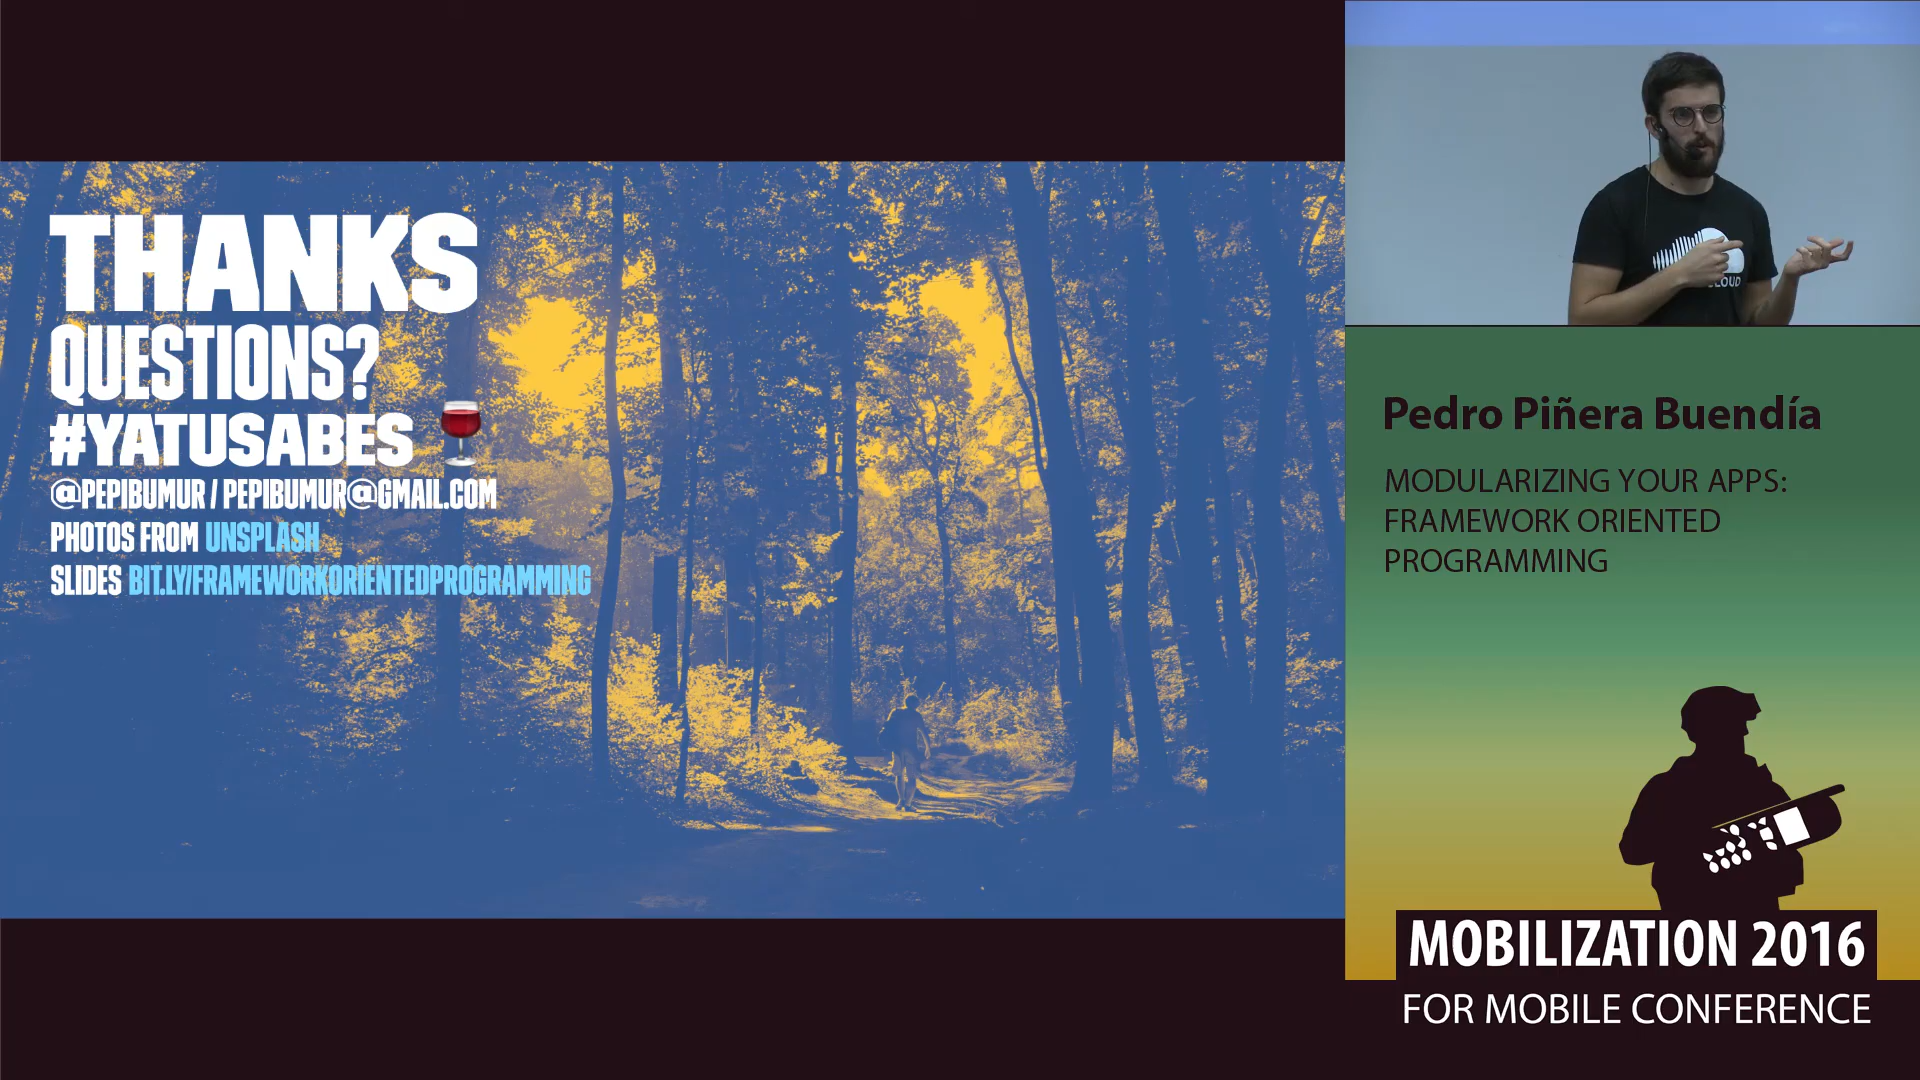 THANKS
QUESTIONS?
#YATUSABES 🍷
@PEPIBUMUR / PEPIBUMUR@GMAIL.COM
PHOTOS FROM UNSPLASH
SLIDES BIT.LY/FRAMEWORKORIENTEDPROGRAMMING
LOUD
Pedro Piñera Buendía
MODULARIZING YOUR APPS:
FRAMEWORK ORIENTED
PROGRAMMING
MOBILIZATION 2016
FOR MOBILE CONFERENCE